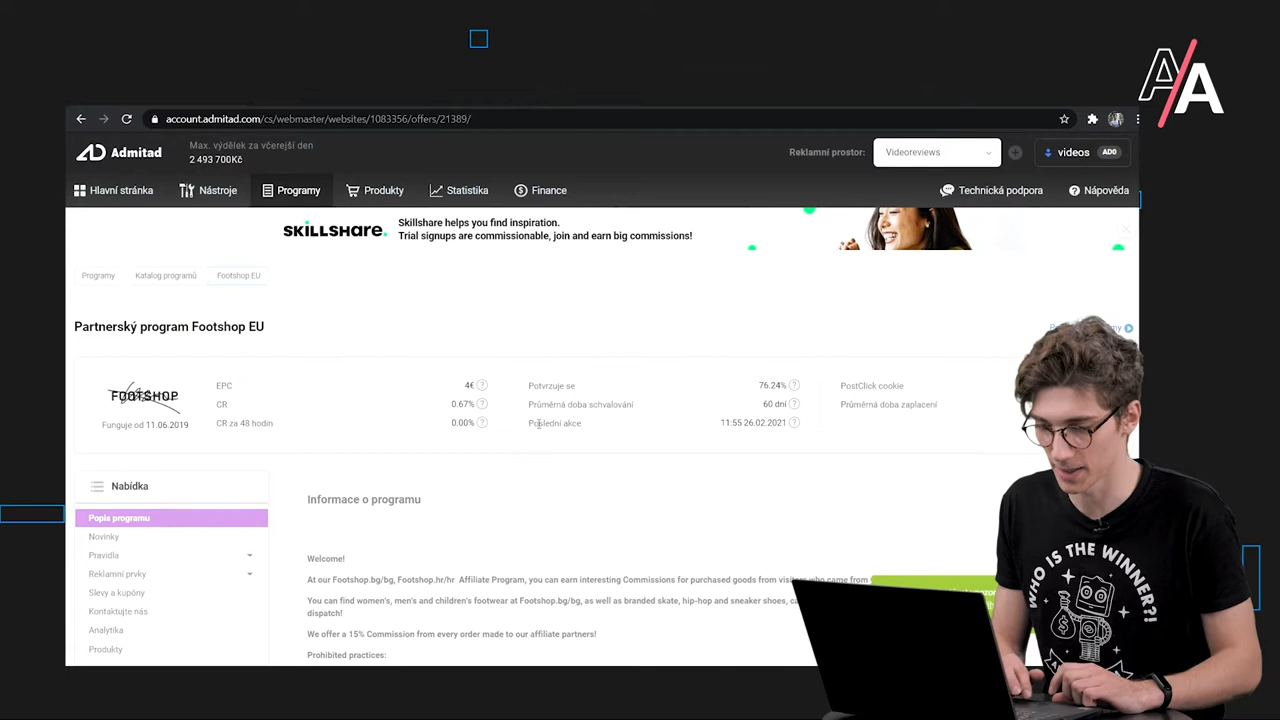 A/A
account.admitad.com/cs/webmaster/websites/1083356/offers/21389/
Admitad
Max. výdělek za včerejší den
2 493 700Kč
Reklamní prostor:
Videoreviews
videos AD0
Hlavní stránka
Nástroje
Programy
Produkty
Statistika
Finance
Technická podpora
Nápověda
SKILLSHARE.
Skillshare helps you find inspiration.
Trial signups are commissionable, join and earn big commissions!
Programy
Katalog programů
Footshop EU
Partnerský program Footshop EU
FOOTSHOP
Funguje od 11.06.2019
EPC 4€
CR 0.67%
CR za 48 hodin 0.00%
Potvrzuje se 76.24%
Průměrná doba schvalování 60 dní
Poslední akce 11:55 26.02.2021
PostClick cookie
Průměrná doba zaplacení
Nabídka
Popis programu
Novinky
Pravidla
Reklamní prvky
Slevy a kupóny
Kontaktujte nás
Analytika
Produkty
Informace o programu
Welcome!
At our Footshop.bg/bg, Footshop.hr/hr Affiliate Program, you can earn interesting Commissions for purchased goods from visitors who came from
You can find women's, men's and children's footwear at Footshop.bg/bg, as well as branded skate, hip-hop and sneaker shoes,
dispatch!
We offer a 15% Commission from every order made to our affiliate partners!
Prohibited practices:
WHO IS THE WINNER?!